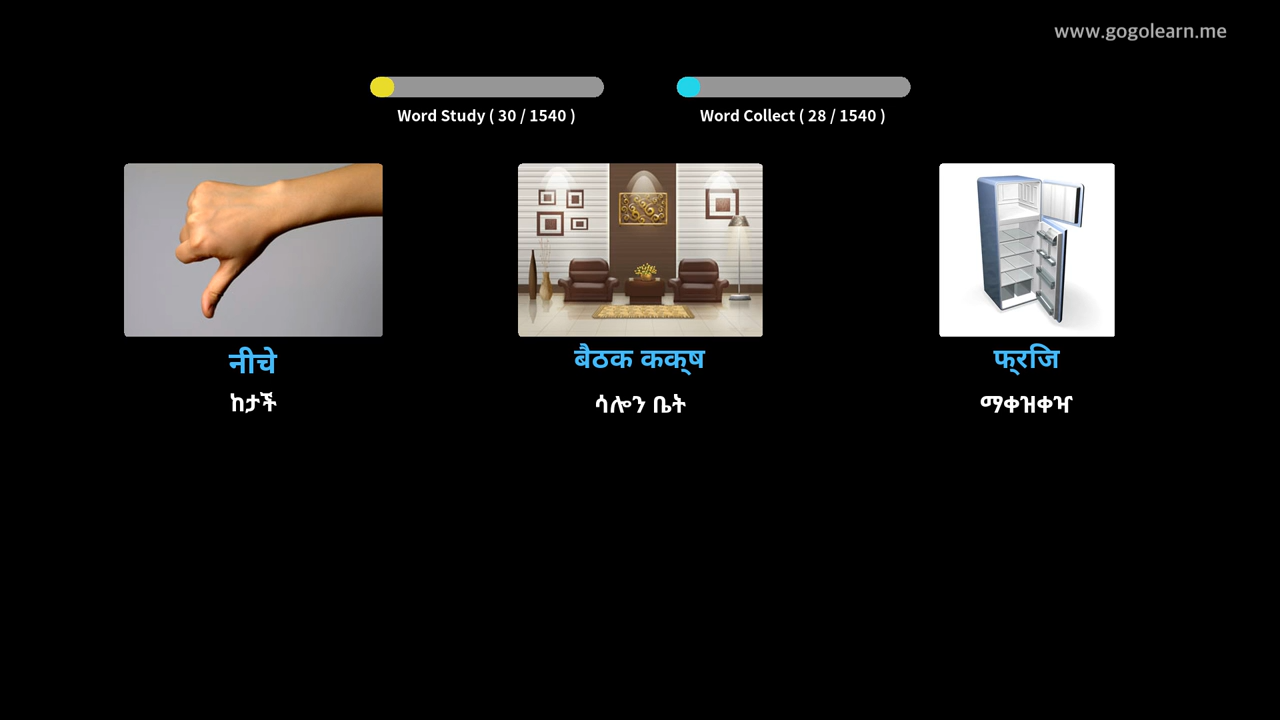 www.gogolearn.me
Word Study ( 30 / 1540 )
Word Collect ( 28 / 1540 )
नीचे
बैठक कक्ष
फ्रिज
ከታች
ሳሎን ቤት
ማቀዝቀዣ